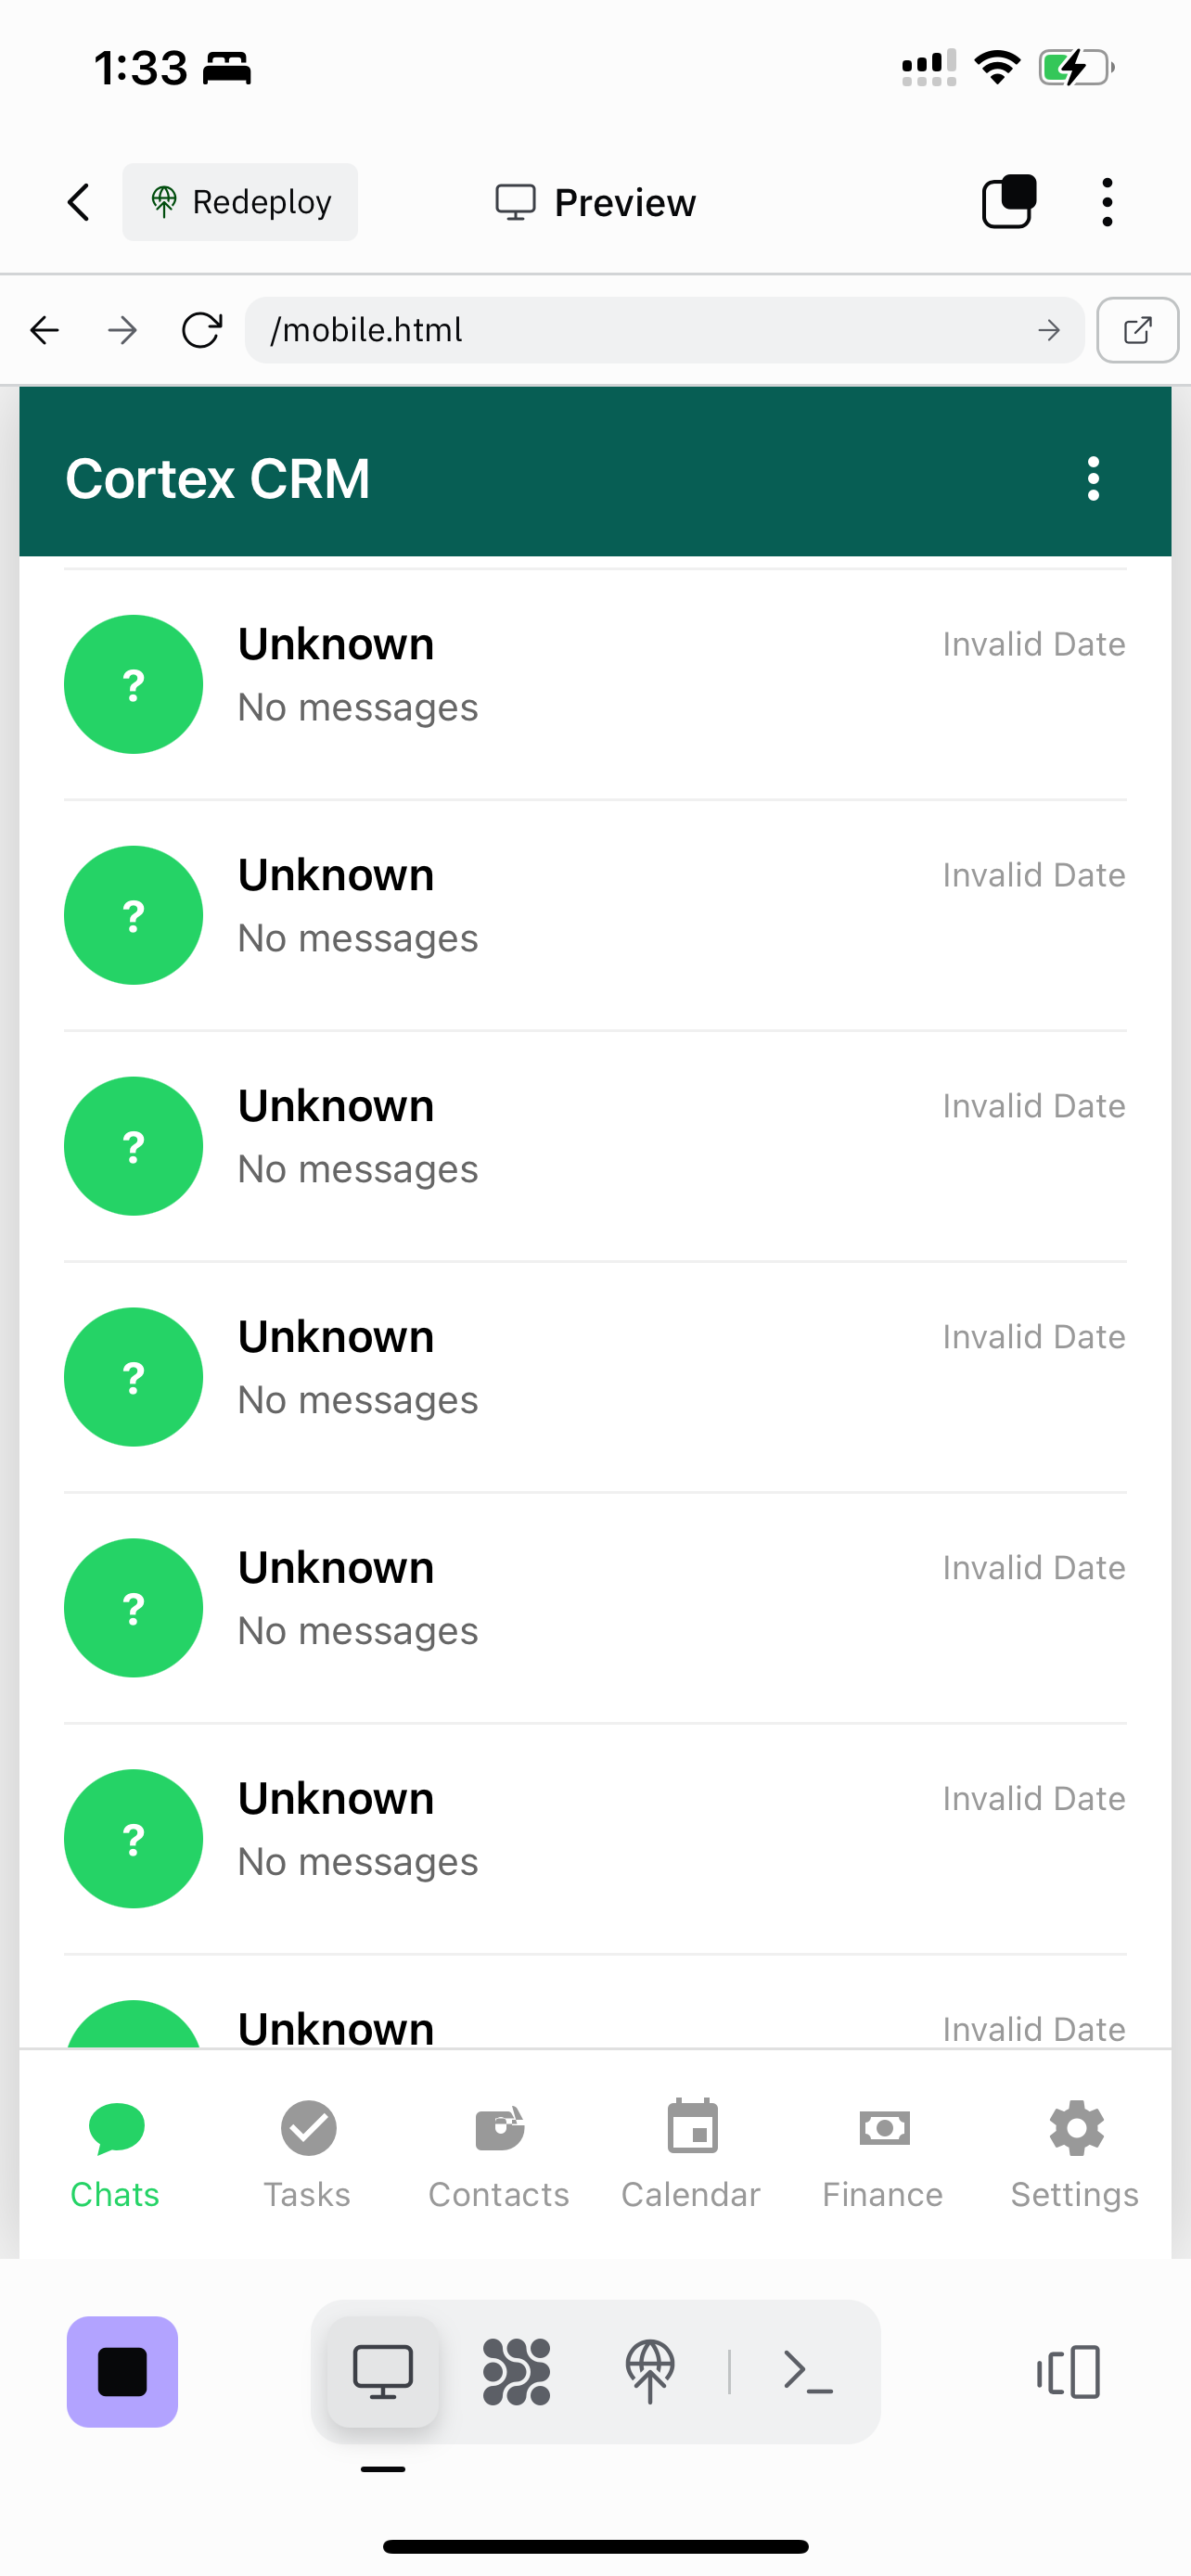 1:33
Redeploy
Preview
/mobile.html
Cortex CRM
?
Unknown
Invalid Date
No messages
?
Unknown
Invalid Date
No messages
?
Unknown
Invalid Date
No messages
?
Unknown
Invalid Date
No messages
?
Unknown
Invalid Date
No messages
?
Unknown
Invalid Date
No messages
Unknown
Invalid Date
Chats
Tasks
Contacts
Calendar
Finance
Settings